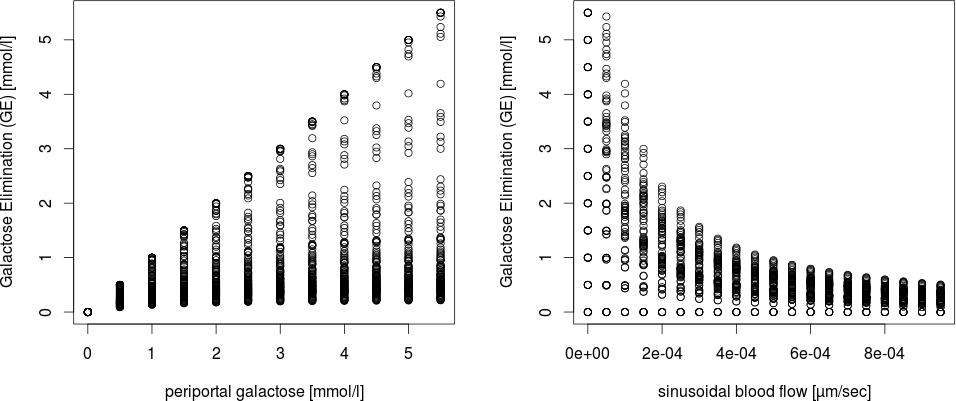 Galactose Elimination (GE) [mmol/l]
5
4
3
2
1
0
0 1 2 3 4 5
periportal galactose [mmol/l]
Galactose Elimination (GE) [mmol/l]
5
4
3
2
1
0
0e+00 2e-04 4e-04 6e-04 8e-04
sinusoidal blood flow [µm/sec]